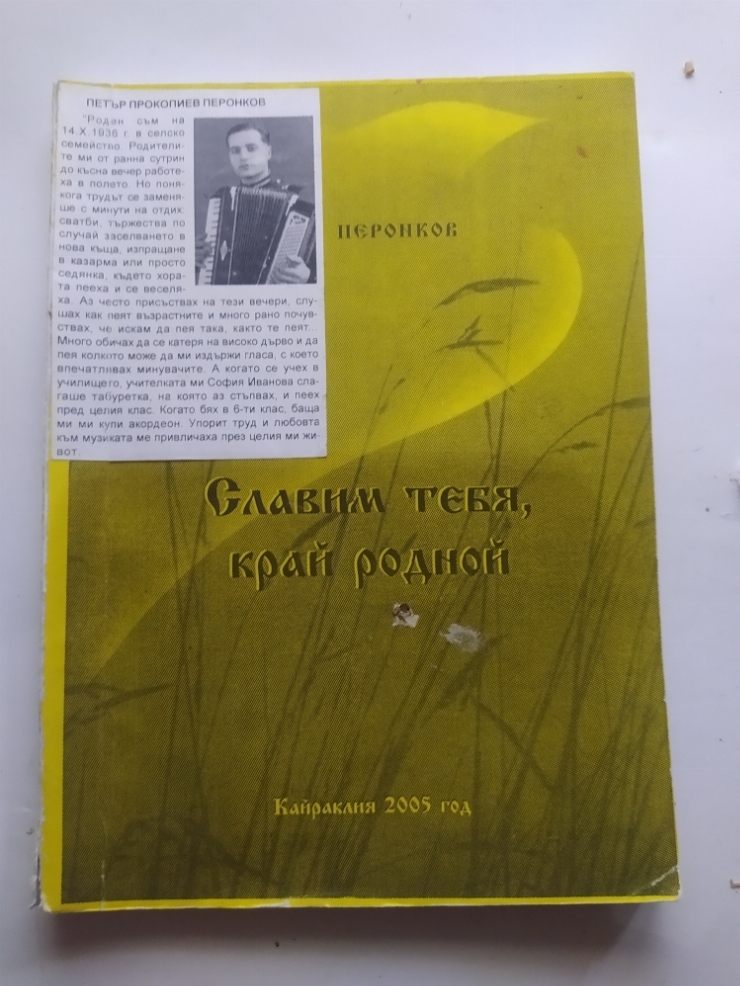 ПЕТЪР ПРОКОПИЕВ ПЕРОНКОВ
"Роден съм на
14.X.1936 г. в селско
семейство. Родители-
те ми от ранна сутрин
до късна вечер работе-
ха в полето. Но поня-
кога трудът се заменя-
ше с минути на отдих:
сватби, тържества по
случай заселването в
нова къща, изпращане
в казарма или просто
седянка, където хора-
та пееха и се веселя-
ха. Аз често присъствах на тези вечери, слу-
шах как пеят възрастните и много рано почув-
ствах, че искам да пея така, както те пеят...
Много обичах да се катеря на високо дърво и да
пея колкото може да ми издържи гласа, с което
впечатлявах минувачите. А когато се учех в
училището, учителката ми София Иванова сла-
гаше табуретка, на която аз стъпвах, и пеех
пред целия клас. Когато бях в 6-ти клас, баща
ми ми купи акордеон. Упорит труд и любовта
към музиката ме привличаха през целия ми жи-
вот.
ПЕРОНКОВ
Славим тебя,
край родной
Кайраклия 2005 год